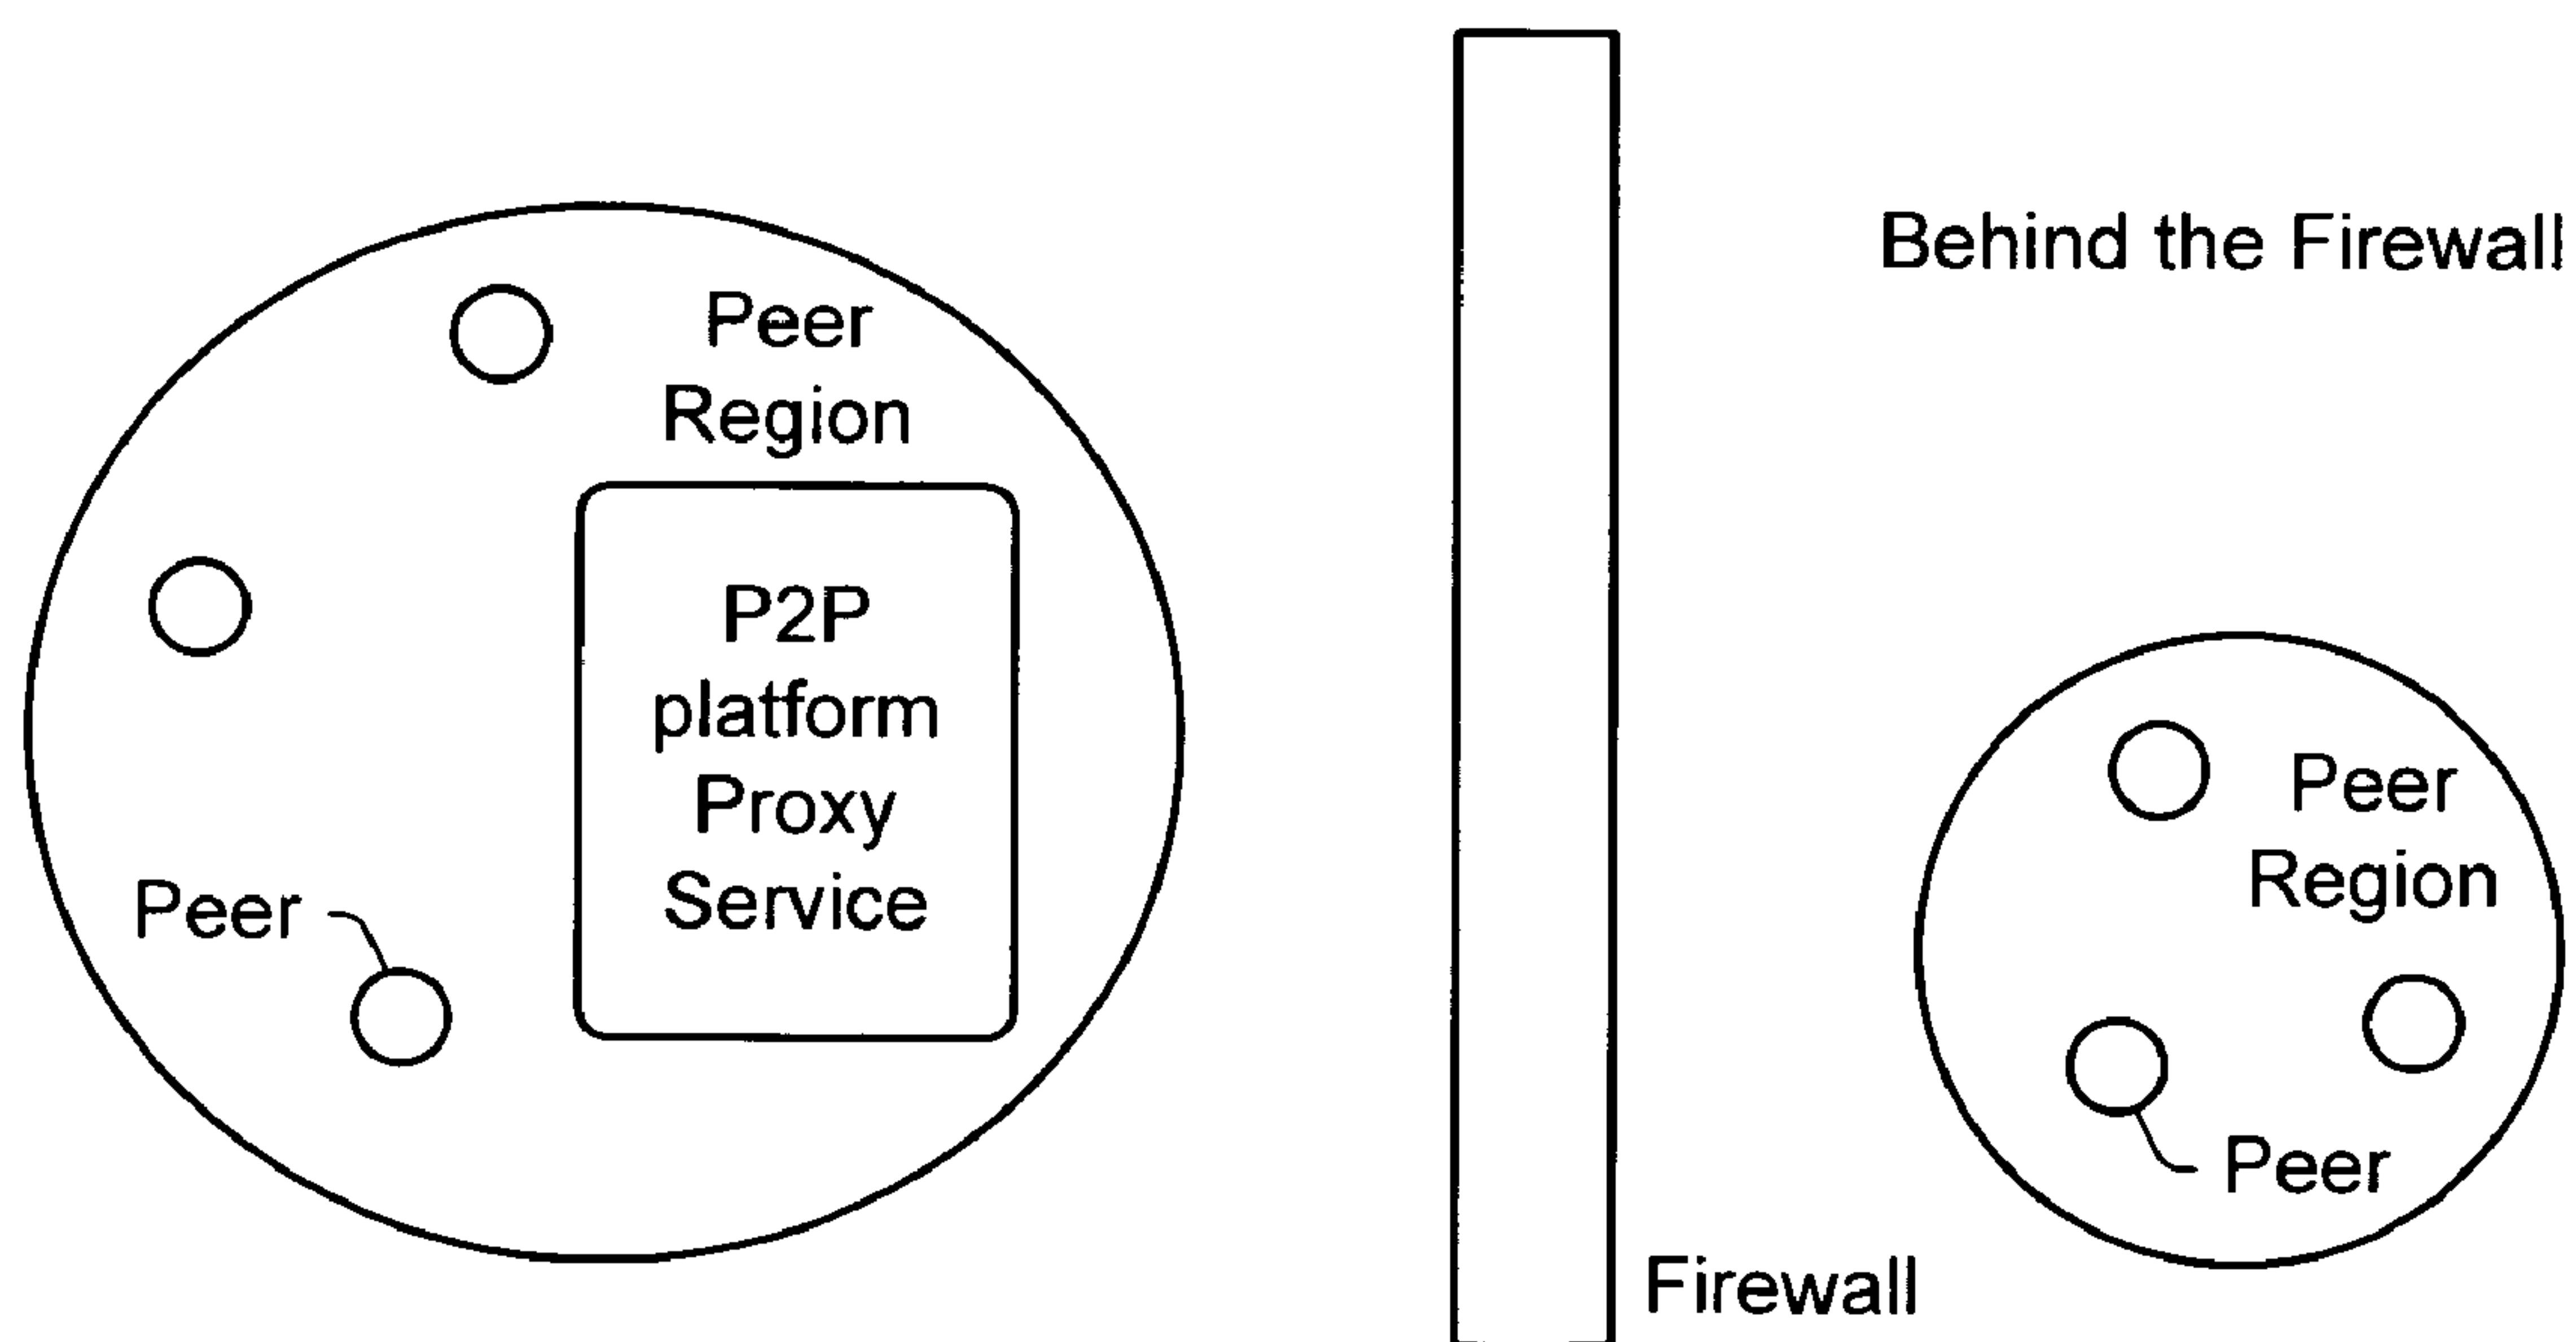 Behind the Firewall
Peer
Region
P2P
platform
Proxy
Service
Peer
Peer
Region
Peer
Firewall